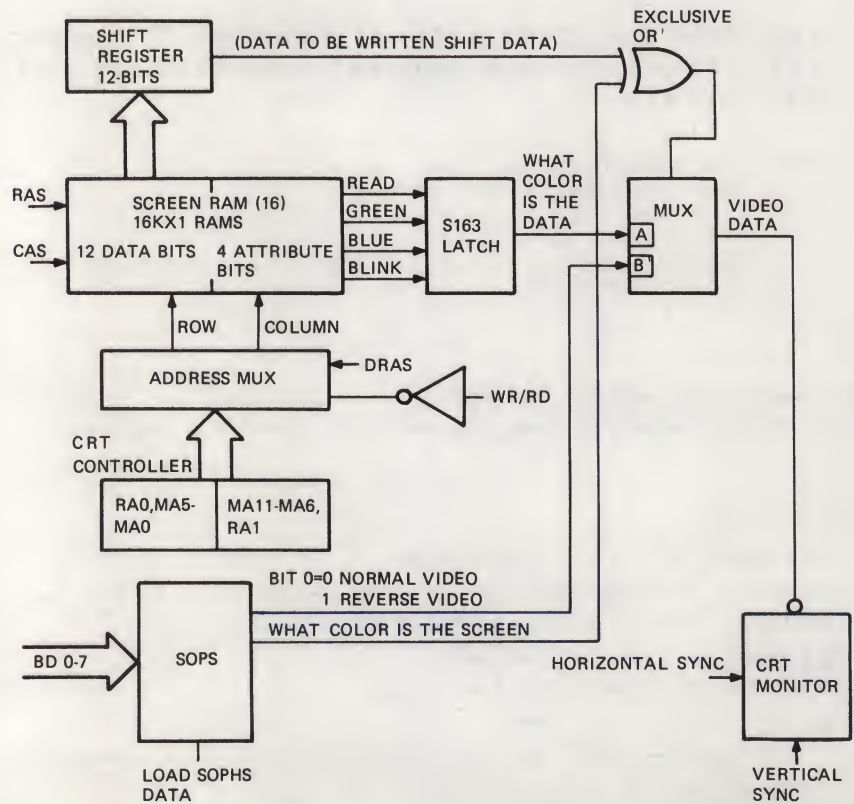 EXCLUSIVE
OR'
SHIFT
REGISTER
12-BITS
(DATA TO BE WRITTEN SHIFT DATA)
RAS
CAS
SCREEN RAM (16)
16KX1 RAMS
12 DATA BITS
4 ATTRIBUTE
BITS
READ
GREEN
BLUE
BLINK
S163
LATCH
WHAT
COLOR
IS THE
DATA
MUX
A
B
VIDEO
DATA
ROW
COLUMN
ADDRESS MUX
DRAS
WR/RD
CRT
CONTROLLER
RA0,MA5-
MA0
MA11-MA6,
RA1
BIT 0=0 NORMAL VIDEO
1 REVERSE VIDEO
WHAT COLOR IS THE SCREEN
BD 0-7
SOPS
LOAD SOPHS
DATA
HORIZONTAL SYNC
CRT
MONITOR
VERTICAL
SYNC